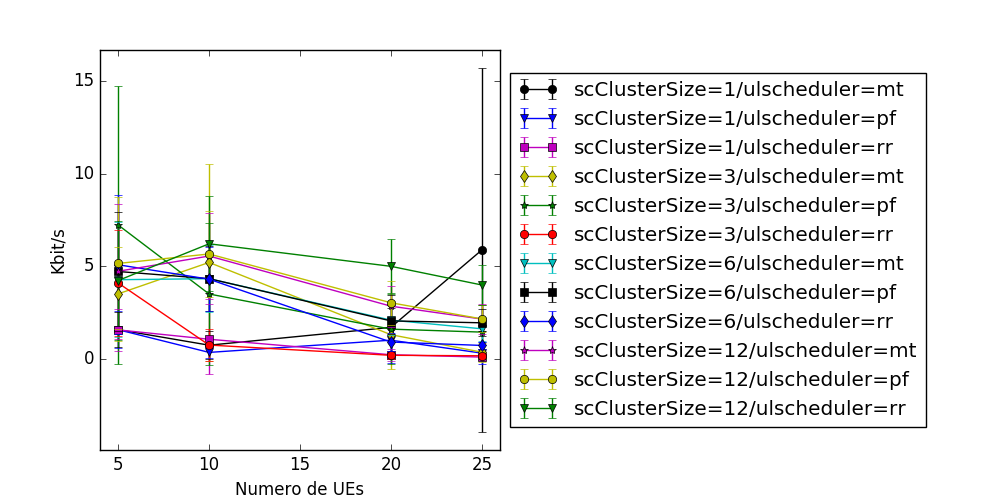 15
10
5
0
Kbit/s
5
10
15
20
25
Numero de UEs
scClusterSize=1/ulscheduler=mt
scClusterSize=1/ulscheduler=pf
scClusterSize=1/ulscheduler=rr
scClusterSize=3/ulscheduler=mt
scClusterSize=3/ulscheduler=pf
scClusterSize=3/ulscheduler=rr
scClusterSize=6/ulscheduler=mt
scClusterSize=6/ulscheduler=pf
scClusterSize=6/ulscheduler=rr
scClusterSize=12/ulscheduler=mt
scClusterSize=12/ulscheduler=pf
scClusterSize=12/ulscheduler=rr